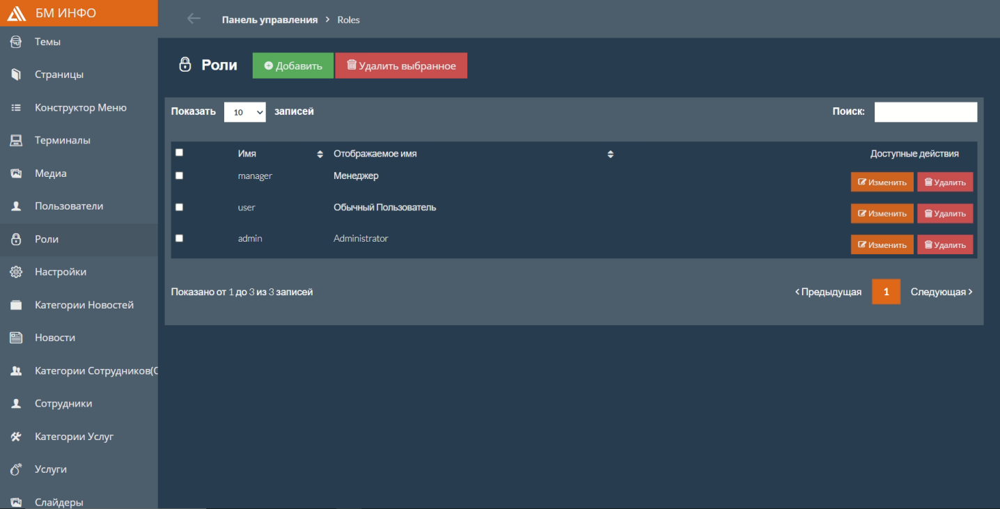 БМ ИНФО
Панель управления > Roles
Темы
Страницы
Конструктор Меню
Терминалы
Медиа
Пользователи
Роли
Настройки
Категории Новостей
Новости
Категории Сотрудников(С
Сотрудники
Категории Услуг
Услуги
Слайдеры
Роли Добавить Удалить выбранное
Показать 10 записей Поиск:
Имя Отображаемое имя Доступные действия
manager Менеджер Изменить Удалить
user Обычный Пользователь Изменить Удалить
admin Administrator Изменить Удалить
Показано от 1 до 3 из 3 записей ‹ Предыдущая 1 Следующая ›